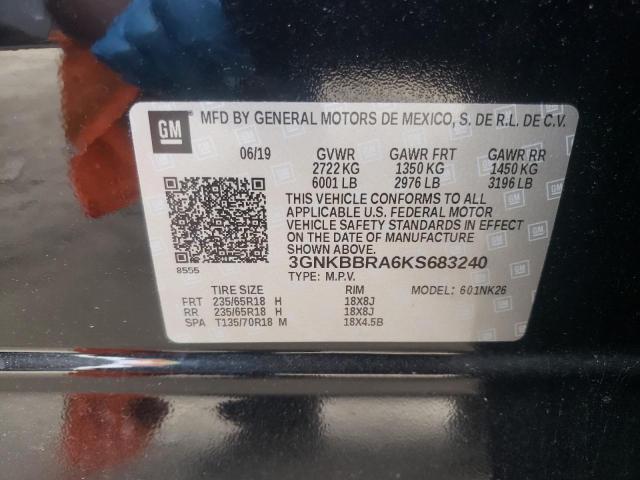 GM MFD BY GENERAL MOTORS DE MEXICO, S. DE R.L. DE C.V.
06/19 GVWR GAWR FRT GAWR RR
2722 KG 1350 KG 1450 KG
6001 LB 2976 LB 3196 LB
THIS VEHICLE CONFORMS TO ALL
APPLICABLE U.S. FEDERAL MOTOR
VEHICLE SAFETY STANDARDS IN EFFECT
ON THE DATE OF MANUFACTURE SHOWN ABOVE.
3GNKBBRA6KS683240
8555 TYPE: M.P.V.
TIRE SIZE RIM MODEL: 601NK26
FRT 235/65R18 H 18X8J
RR 235/65R18 H 18X8J
SPA T135/70R18 M 18X4.5B